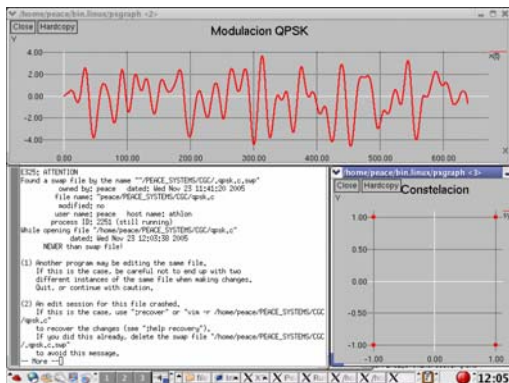 /home/peace/bin.linux/pxgraph <2>
Close Hardcopy
Modulacion QPSK
Y
4.00
2.00
0.00
-2.00
-4.00
X
0.00 100.00 200.00 300.00 400.00 500.00 600.00
E325: ATTENTION
Found a swap file by the name "~/PEACE_SYSTEMS/CGC/.qpsk.c.swp"
owned by: peace dated: Wed Nov 23 11:41:20 2005
file name: ~peace/PEACE_SYSTEMS/CGC/qpsk.c
modified: no
user name: peace host name: athlon
process ID: 2251 (still running)
While opening file "/home/peace/PEACE_SYSTEMS/CGC/qpsk.c"
dated: Wed Nov 23 12:03:38 2005
NEWER than swap file!
(1) Another program may be editing the same file.
If this is the case, be careful not to end up with two
different instances of the same file when making changes.
Quit, or continue with caution.
(2) An edit session for this file crashed.
If this is the case, use ":recover" or "vim -r /home/peace/PEACE_SYSTEMS/CGC
/qpsk.c"
to recover the changes (see ":help recovery").
If you did this already, delete the swap file "/home/peace/PEACE_SYSTEMS/CGC
/.qpsk.c.swp"
to avoid this message.
-- More --
/home/peace/bin.linux/pxgraph <3>
Close Hardcopy
Constelacion
Y
1.00
0.50
0.00
-0.50
-1.00
-1.00 0.00 1.00
1 2 3
12:05